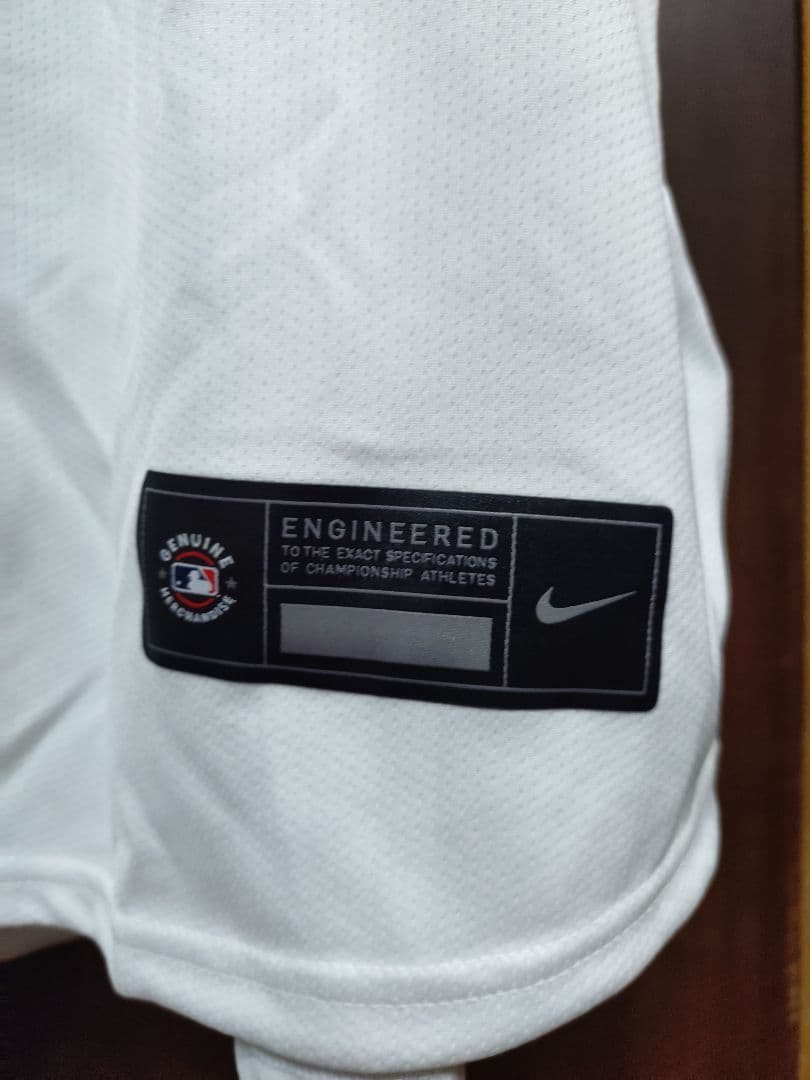 GENUINE
MERCHANDISE
ENGINEERED
TO THE EXACT SPECIFICATIONS
OF CHAMPIONSHIP ATHLETES